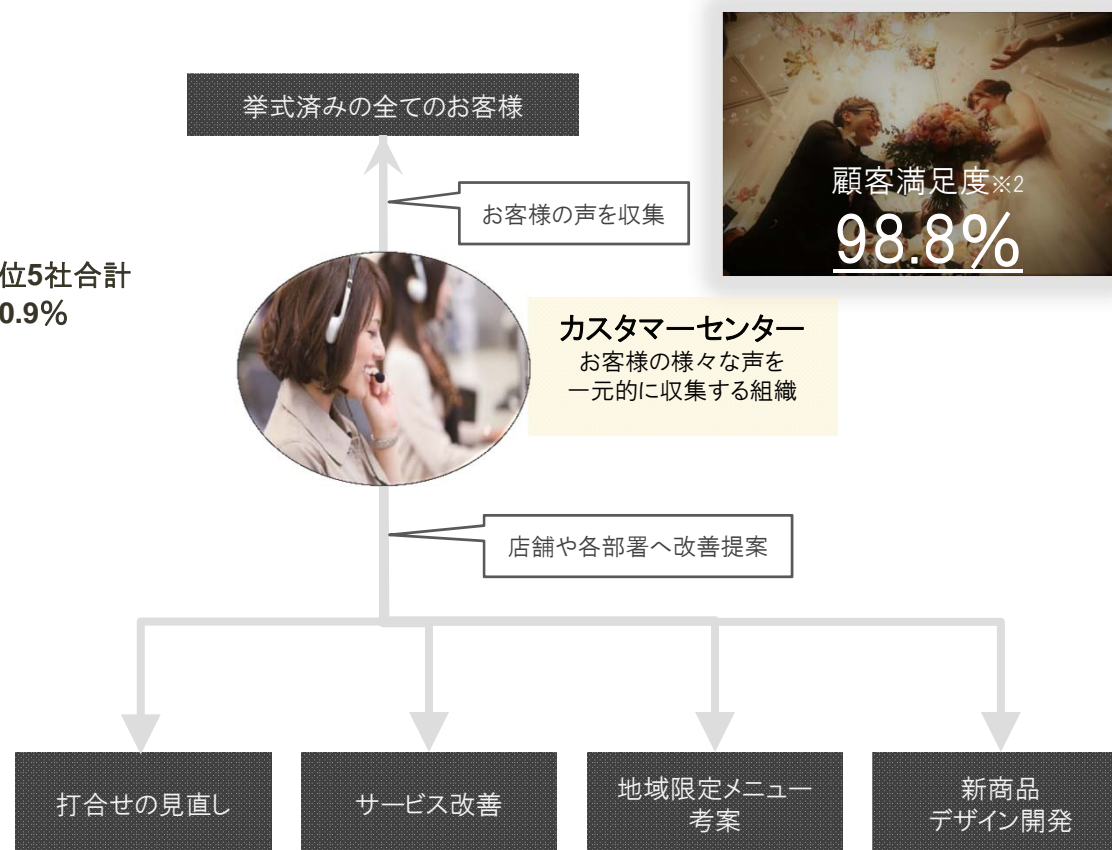 挙式済みの全てのお客様
顧客満足度※2
98.8%
お客様の声を収集
位5社合計
0.9%
カスタマーセンター
お客様の様々な声を
一元的に収集する組織
店舗や各部署へ改善提案
打合せの見直し
サービス改善
地域限定メニュー
考案
新商品
デザイン開発